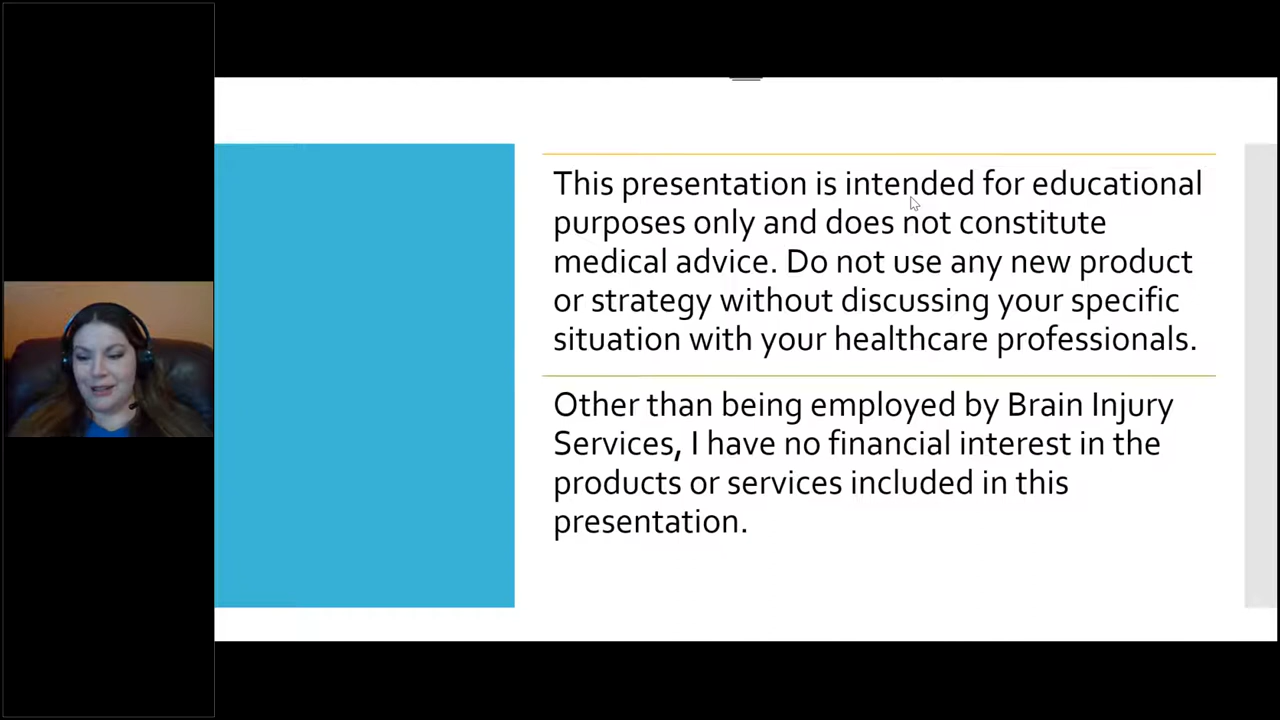 This presentation is intended for educational
purposes only and does not constitute
medical advice. Do not use any new product
or strategy without discussing your specific
situation with your healthcare professionals.
Other than being employed by Brain Injury
Services, I have no financial interest in the
products or services included in this
presentation.